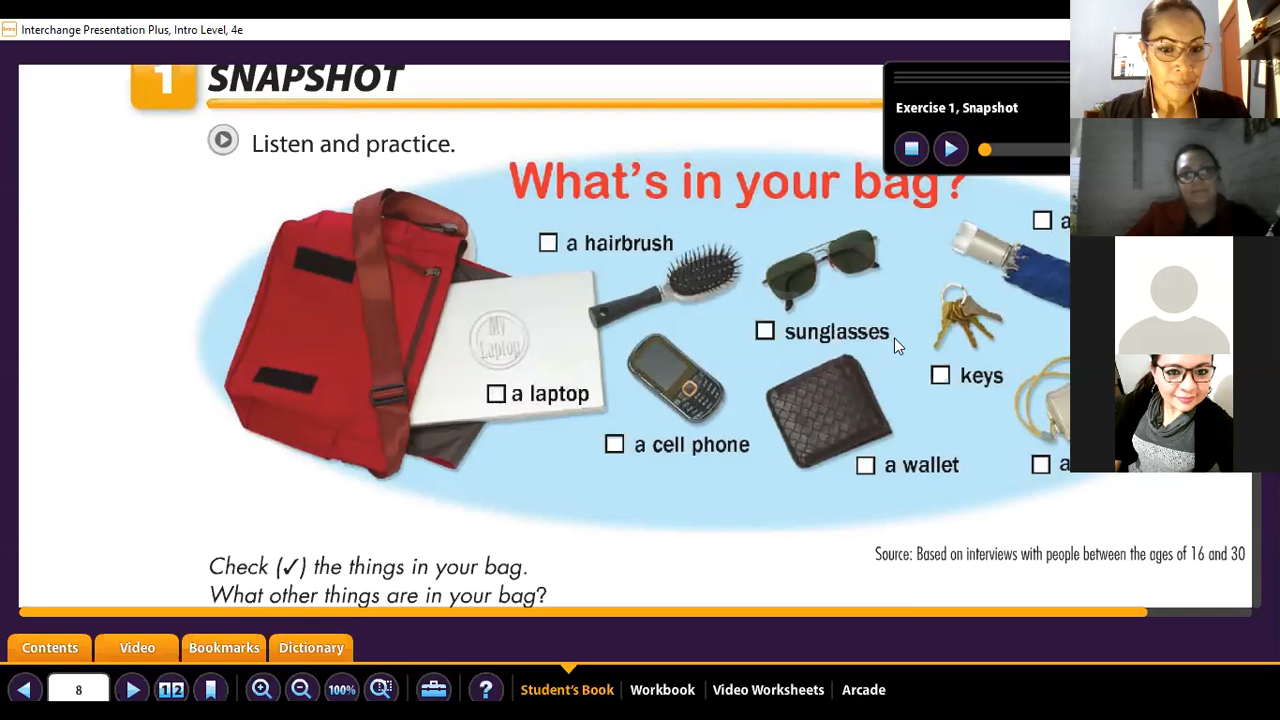 Interchange Presentation Plus, Intro Level, 4e
1 SNAPSHOT
Exercise 1, Snapshot
Listen and practice.
What's in your bag?
a
a hairbrush
sunglasses
keys
My
Laptop
a laptop
a cell phone
a wallet
a
Source: Based on interviews with people between the ages of 16 and 30
Check (✓) the things in your bag.
What other things are in your bag?
Contents Video Bookmarks Dictionary
8 12 100% ? Student's Book Workbook Video Worksheets Arcade